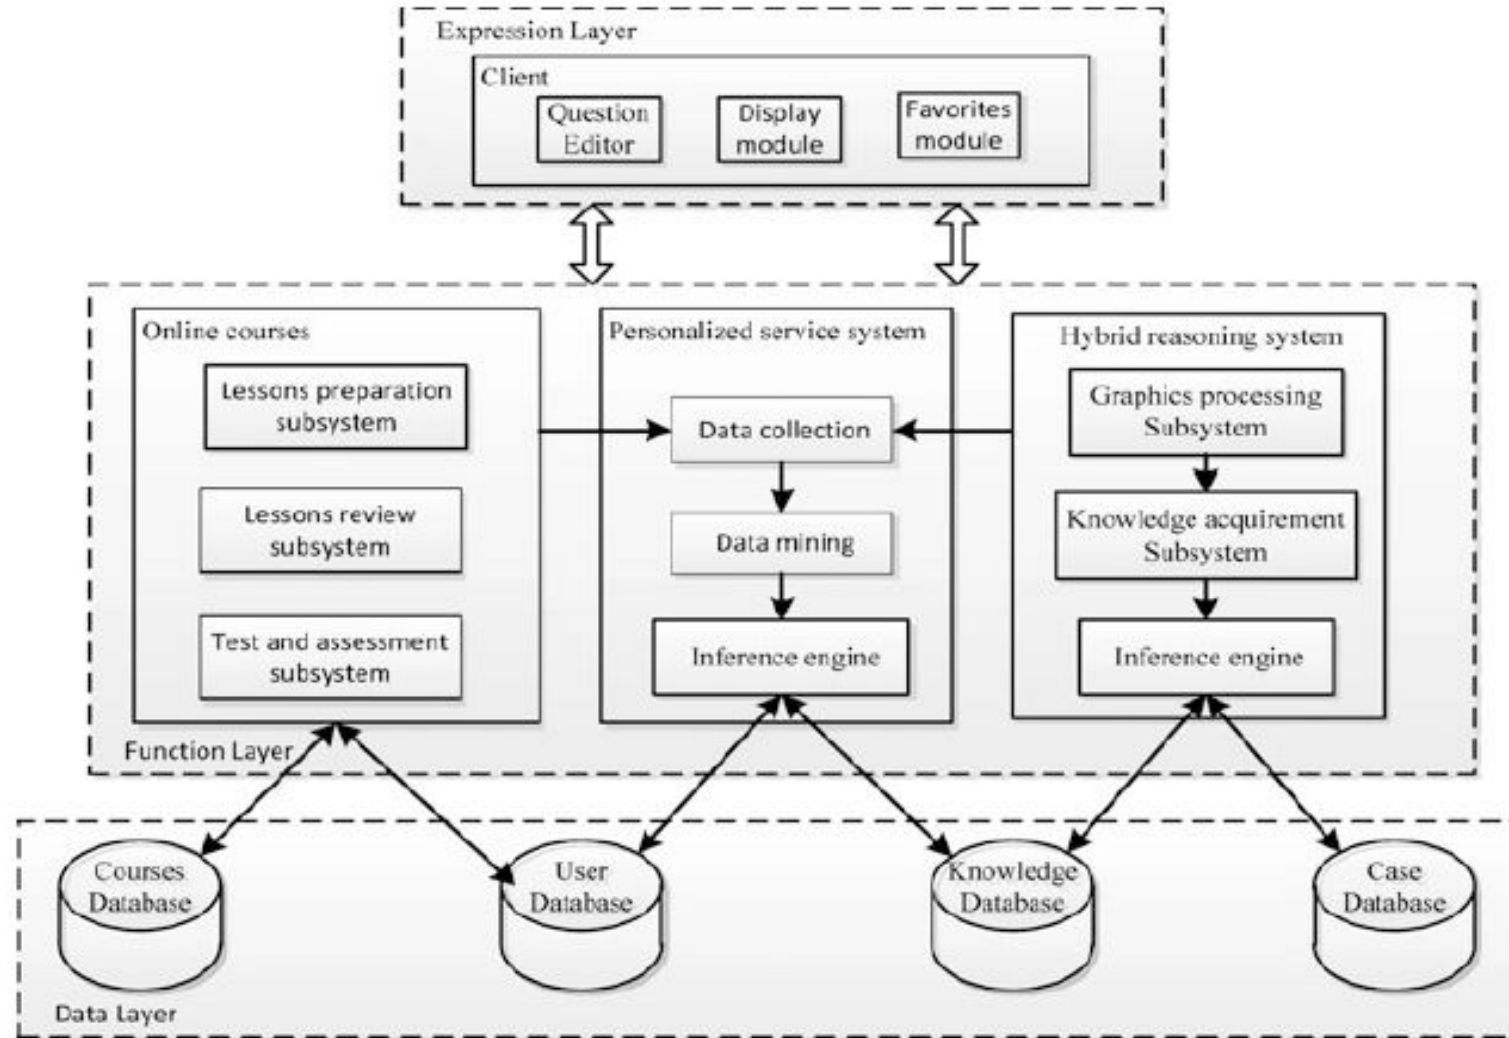 Expression Layer
Client
Question
Editor
Display
module
Favorites
module
Online courses
Lessons preparation
subsystem
Lessons review
subsystem
Test and assessment
subsystem
Function Layer
Personalized service system
Data collection
Data mining
Inference engine
Hybrid reasoning system
Graphics processing
Subsystem
Knowledge acquirement
Subsystem
Inference engine
Courses
Database
User
Database
Knowledge
Database
Case
Database
Data Layer